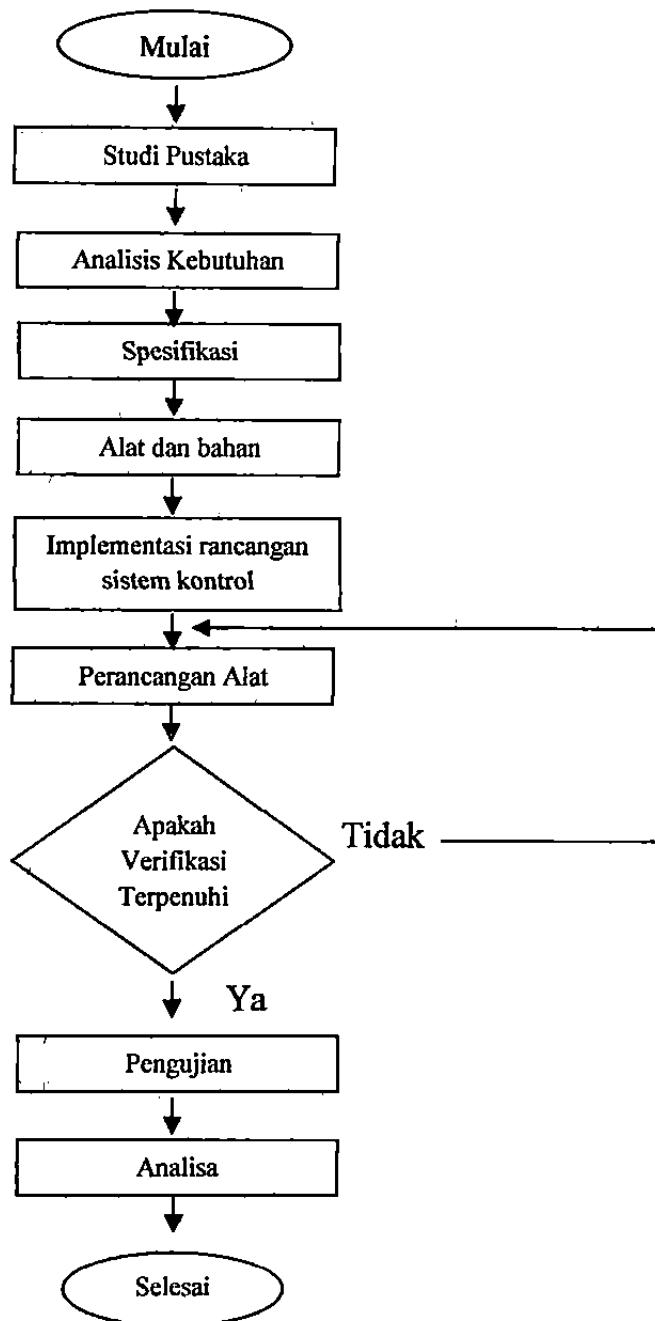 Mulai
Studi Pustaka
Analisis Kebutuhan
Spesifikasi
Alat dan bahan
Implementasi rancangan
sistem kontrol
Perancangan Alat
Apakah
Verifikasi
Terpenuhi
Tidak
Ya
Pengujian
Analisa
Selesai